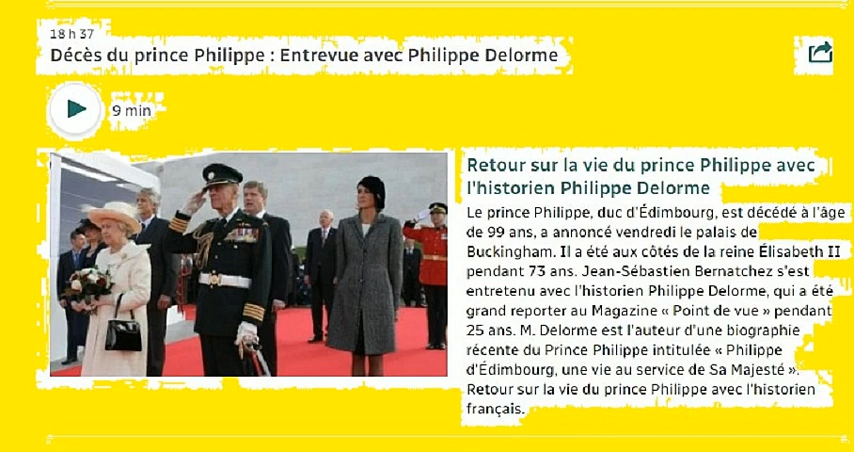 18 h 37
Décès du prince Philippe : Entrevue avec Philippe Delorme
9 min
Retour sur la vie du prince Philippe avec
l'historien Philippe Delorme
Le prince Philippe, duc d'Édimbourg, est décédé à l'âge
de 99 ans, a annoncé vendredi le palais de
Buckingham. Il a été aux côtés de la reine Élisabeth II
pendant 73 ans. Jean-Sébastien Bernatchez s'est
entretenu avec l'historien Philippe Delorme, qui a été
grand reporter au Magazine « Point de vue » pendant
25 ans. M. Delorme est l'auteur d'une biographie
récente du Prince Philippe intitulée « Philippe
d'Édimbourg, une vie au service de Sa Majesté ».
Retour sur la vie du prince Philippe avec l'historien
français.